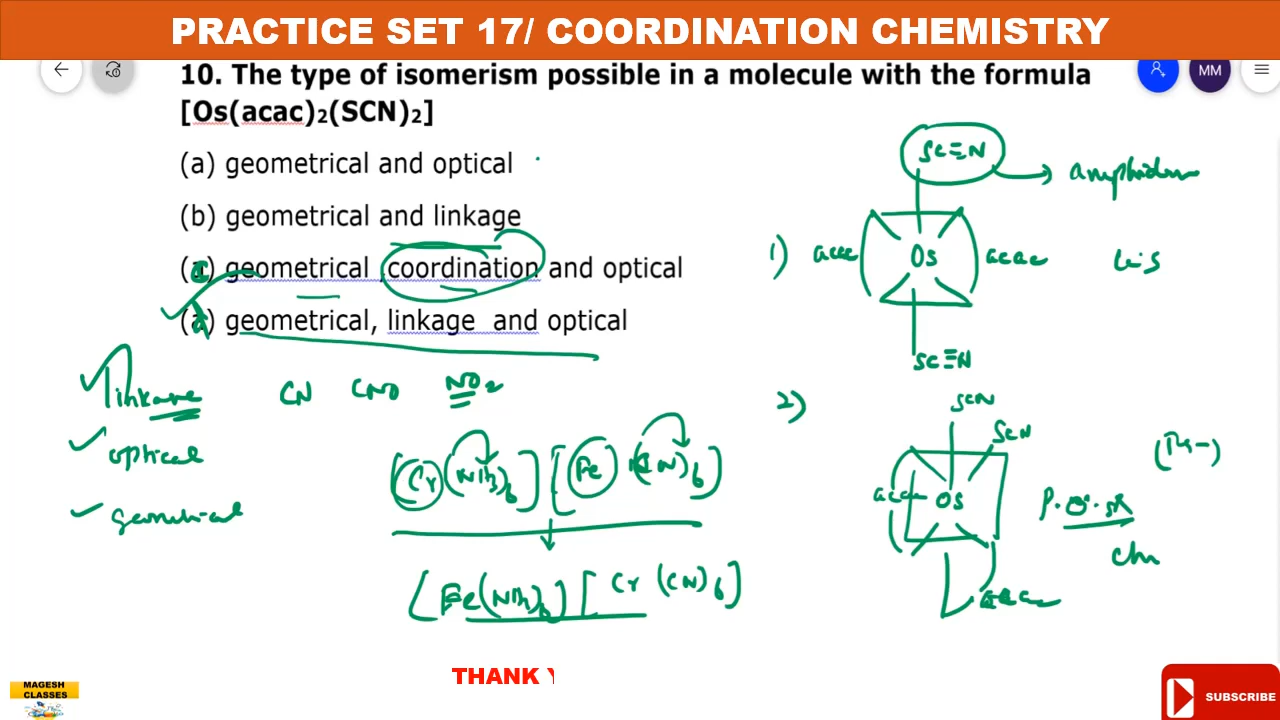 PRACTICE SET 17/ COORDINATION CHEMISTRY
MM
10. The type of isomerism possible in a molecule with the formula
[Os(acac)₂(SCN)₂]
(a) geometrical and optical
(b) geometrical and linkage
(c) geometrical ,coordination and optical
(d) geometrical, linkage and optical
SC≡N
1) acac Os acac
SC≡N
linkage CN CNO NO₂
optical
geometrical
[Cr(NH₃)₆] [Fe (CN)₆]
[Fe(NH₃)₆] [Cr (CN)₆]
2) SCN
SCN
acac Os
acac
THANK Y
MAGESH
CLASSES
SUBSCRIBE